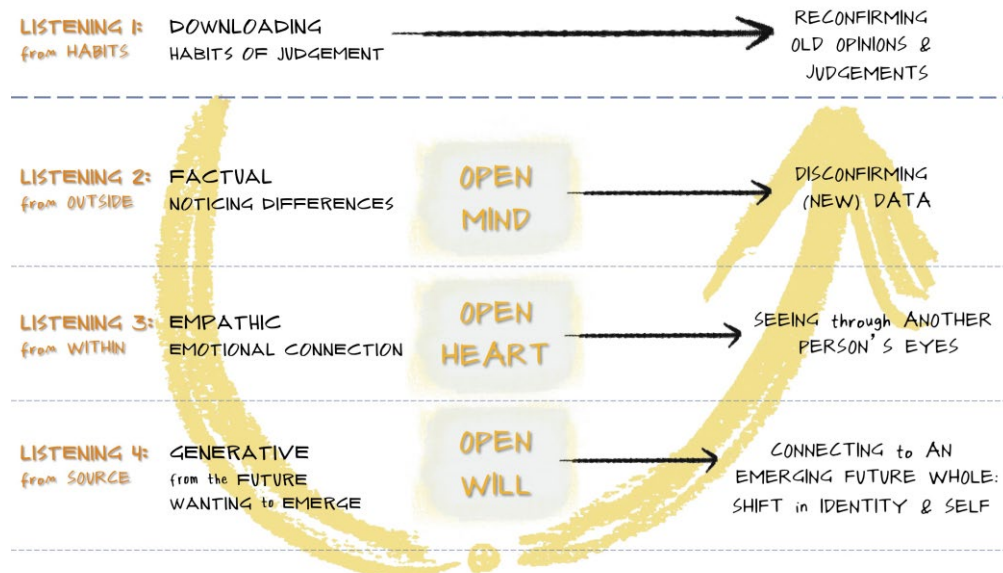 LISTENING 1:
from HABITS
DOWNLOADING
HABITS OF JUDGEMENT
RECONFIRMING
OLD OPINIONS &
JUDGEMENTS
LISTENING 2:
from OUTSIDE
FACTUAL
NOTICING DIFFERENCES
OPEN
MIND
DISCONFIRMING
(NEW) DATA
LISTENING 3:
from WITHIN
EMPATHIC
EMOTIONAL CONNECTION
OPEN
HEART
SEEING through ANOTHER
PERSON'S EYES
LISTENING 4:
from SOURCE
GENERATIVE
from the FUTURE
WANTING to EMERGE
OPEN
WILL
CONNECTING to AN
EMERGING FUTURE WHOLE:
SHIFT in IDENTITY & SELF